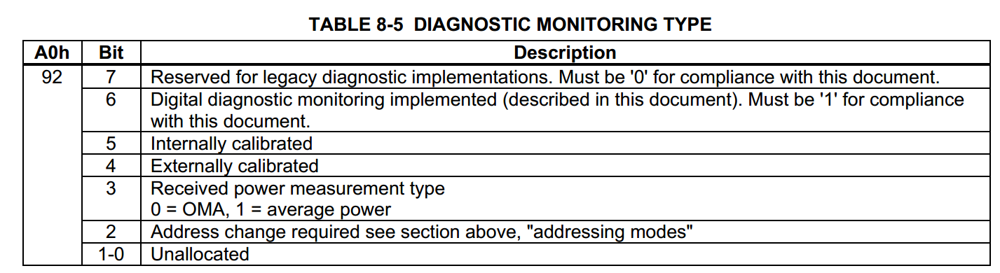 TABLE 8-5 DIAGNOSTIC MONITORING TYPE
A0h Bit Description
92 7 Reserved for legacy diagnostic implementations. Must be '0' for compliance with this document.
6 Digital diagnostic monitoring implemented (described in this document). Must be '1' for compliance
with this document.
5 Internally calibrated
4 Externally calibrated
3 Received power measurement type
0 = OMA, 1 = average power
2 Address change required see section above, "addressing modes"
1-0 Unallocated